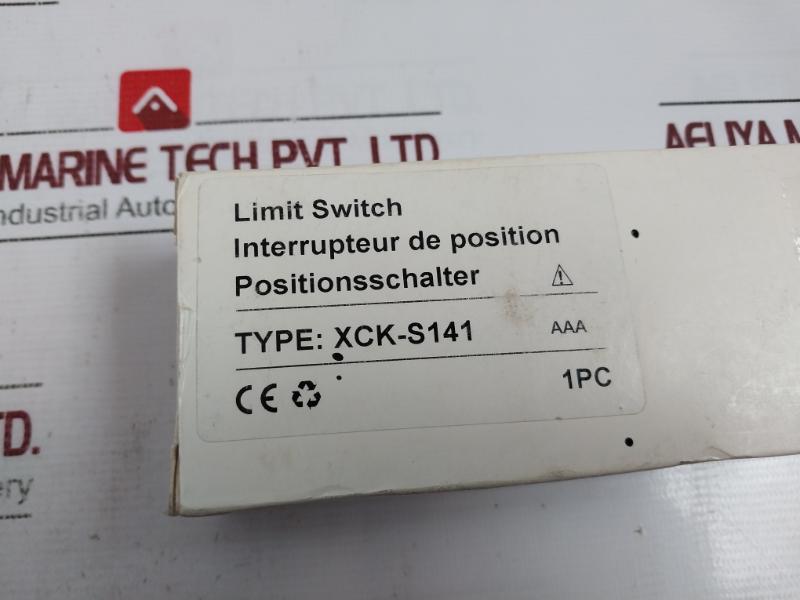 MARINE TECH PVT. LTD
AELIYA M
ndustrial Auto
Limit Switch
Interrupteur de position
Positionsschalter
TYPE: XCK-S141 AAA
CE 1PC
TD.
ery